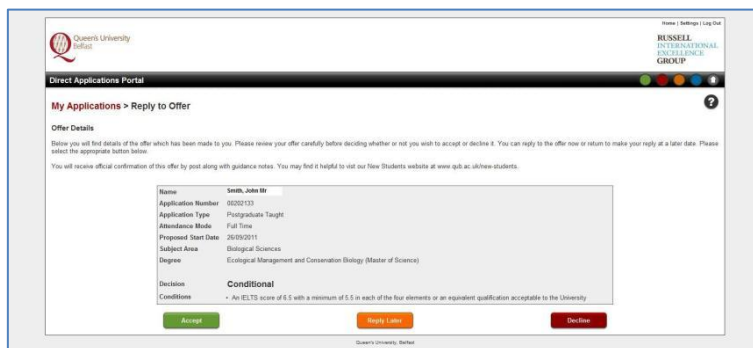 Home | Settings | Log Out
Queen's University
Belfast
RUSSELL
INTERNATIONAL
EXCELLENCE
GROUP
Direct Applications Portal
My Applications > Reply to Offer
Offer Details
Below you will find details of the offer which has been made to you. Please review your offer carefully before deciding whether or not you wish to accept or decline it. You can reply to the offer now or return to make your reply at a later date. Please
select the appropriate button below.
You will receive official confirmation of this offer by post along with guidance notes. You may find it helpful to visit our New Students website at www.qub.ac.uk/new-students.
Name Smith, John Mr
Application Number 00202133
Application Type Postgraduate Taught
Attendance Mode Full Time
Proposed Start Date 26/09/2011
Subject Area Biological Sciences
Degree Ecological Management and Conservation Biology (Master of Science)
Decision Conditional
Conditions • An IELTS score of 6.5 with a minimum of 5.5 in each of the four elements or an equivalent qualification acceptable to the University
Accept Reply Later Decline
Queen's University, Belfast